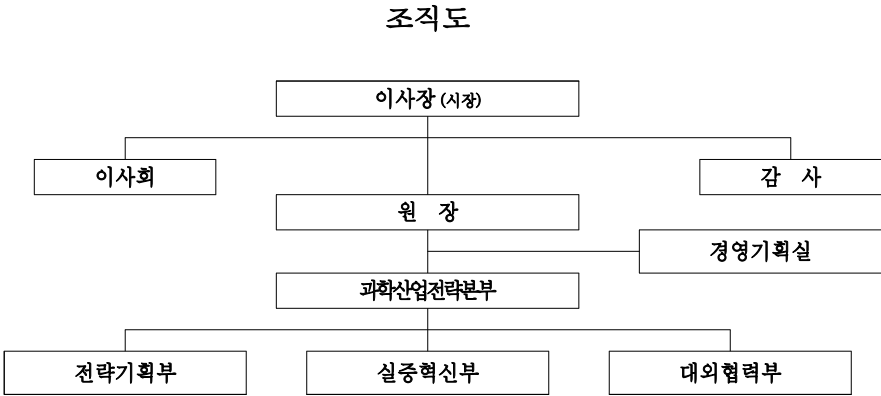 조직도
이사장 (시장)
이사회
감 사
원 장
경영기획실
과학산업전략본부
전략기획부
실증혁신부
대외협력부